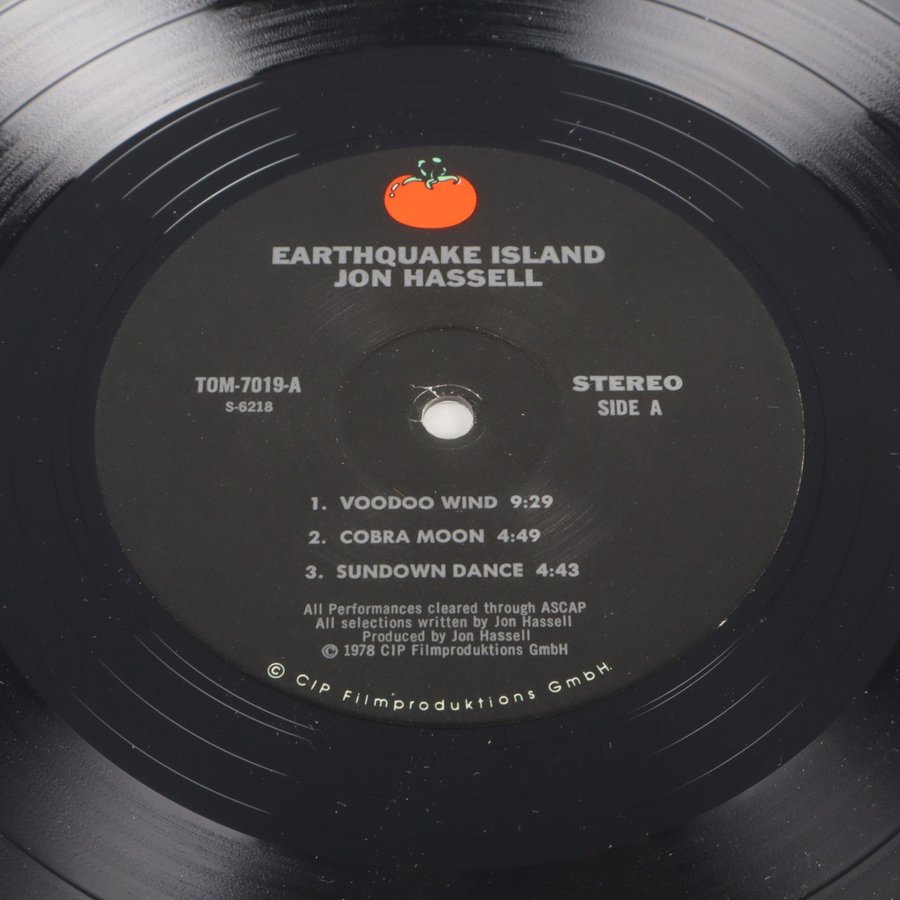 EARTHQUAKE ISLAND
JON HASSELL
TOM-7019-A
S-6218
STEREO
SIDE A
1. VOODOO WIND 9:29
2. COBRA MOON 4:49
3. SUNDOWN DANCE 4:43
All Performances cleared through ASCAP
All selections written by Jon Hassell
Produced by Jon Hassell
© 1978 CIP Filmproduktions GmbH
© CIP Filmproduktions GmbH.